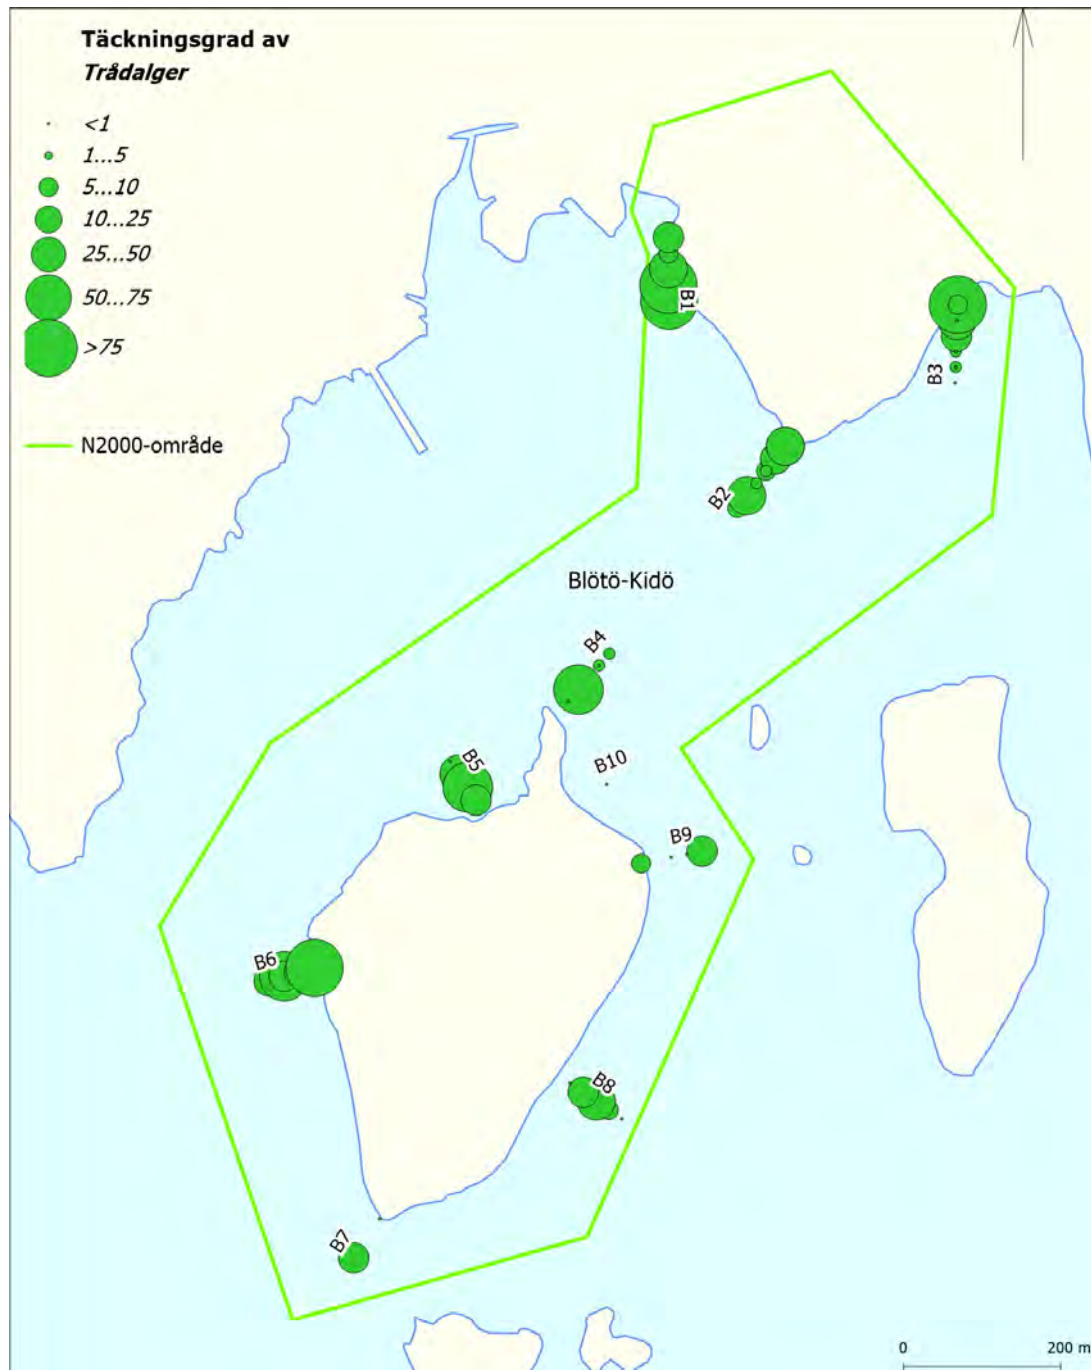 Täckningsgrad av
Trådalger
<1
1...5
5...10
10...25
25...50
50...75
>75
N2000-område
B1
B3
B2
Blötö-Kidö
B4
B5
B10
B9
B6
B8
B7
0 200 m